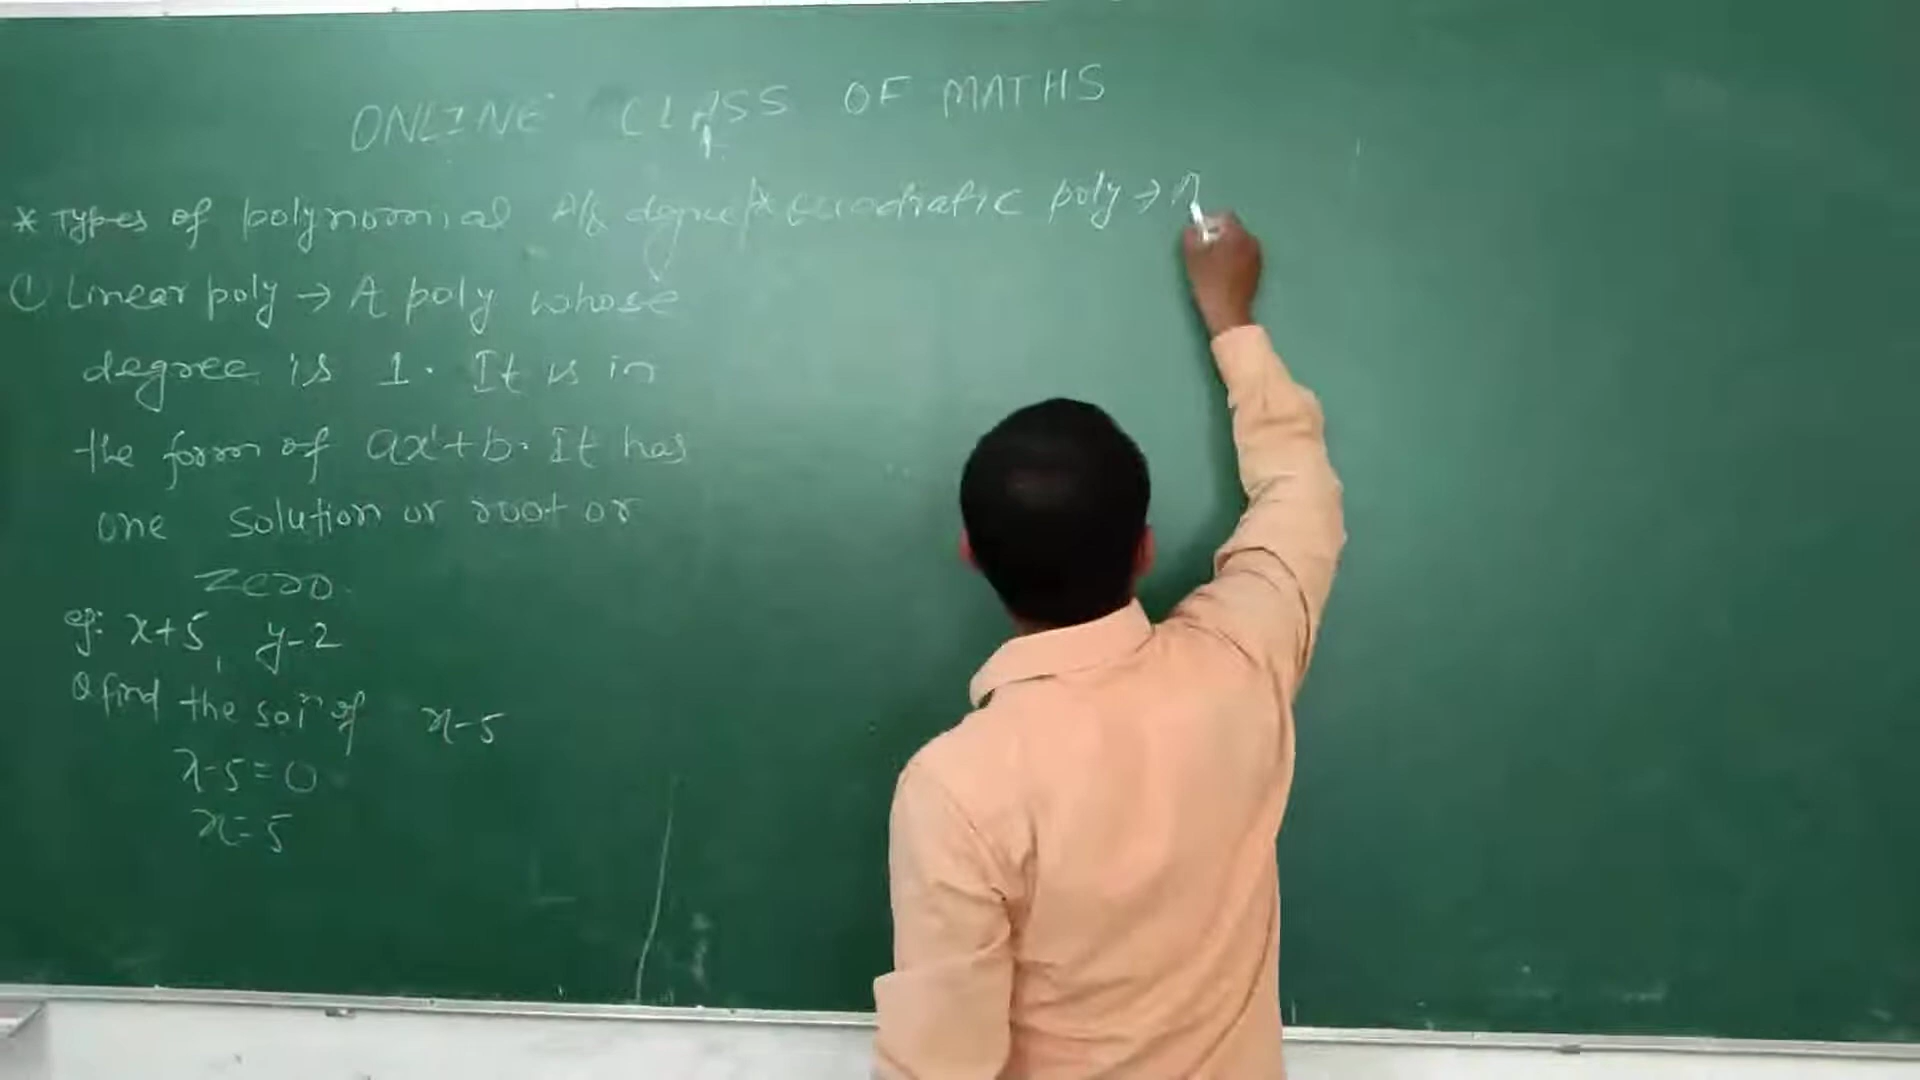 ONLINE CLASS OF MATHS
* Types of polynomial A/c degree
① Linear poly → A poly whose
degree is 1. It is in
the form of ax¹+b. It has
one solution or root or
zero.
eg: x+5, y-2
Q find the solⁿ of x-5
x-5=0
x=5
* Quadratic poly → A